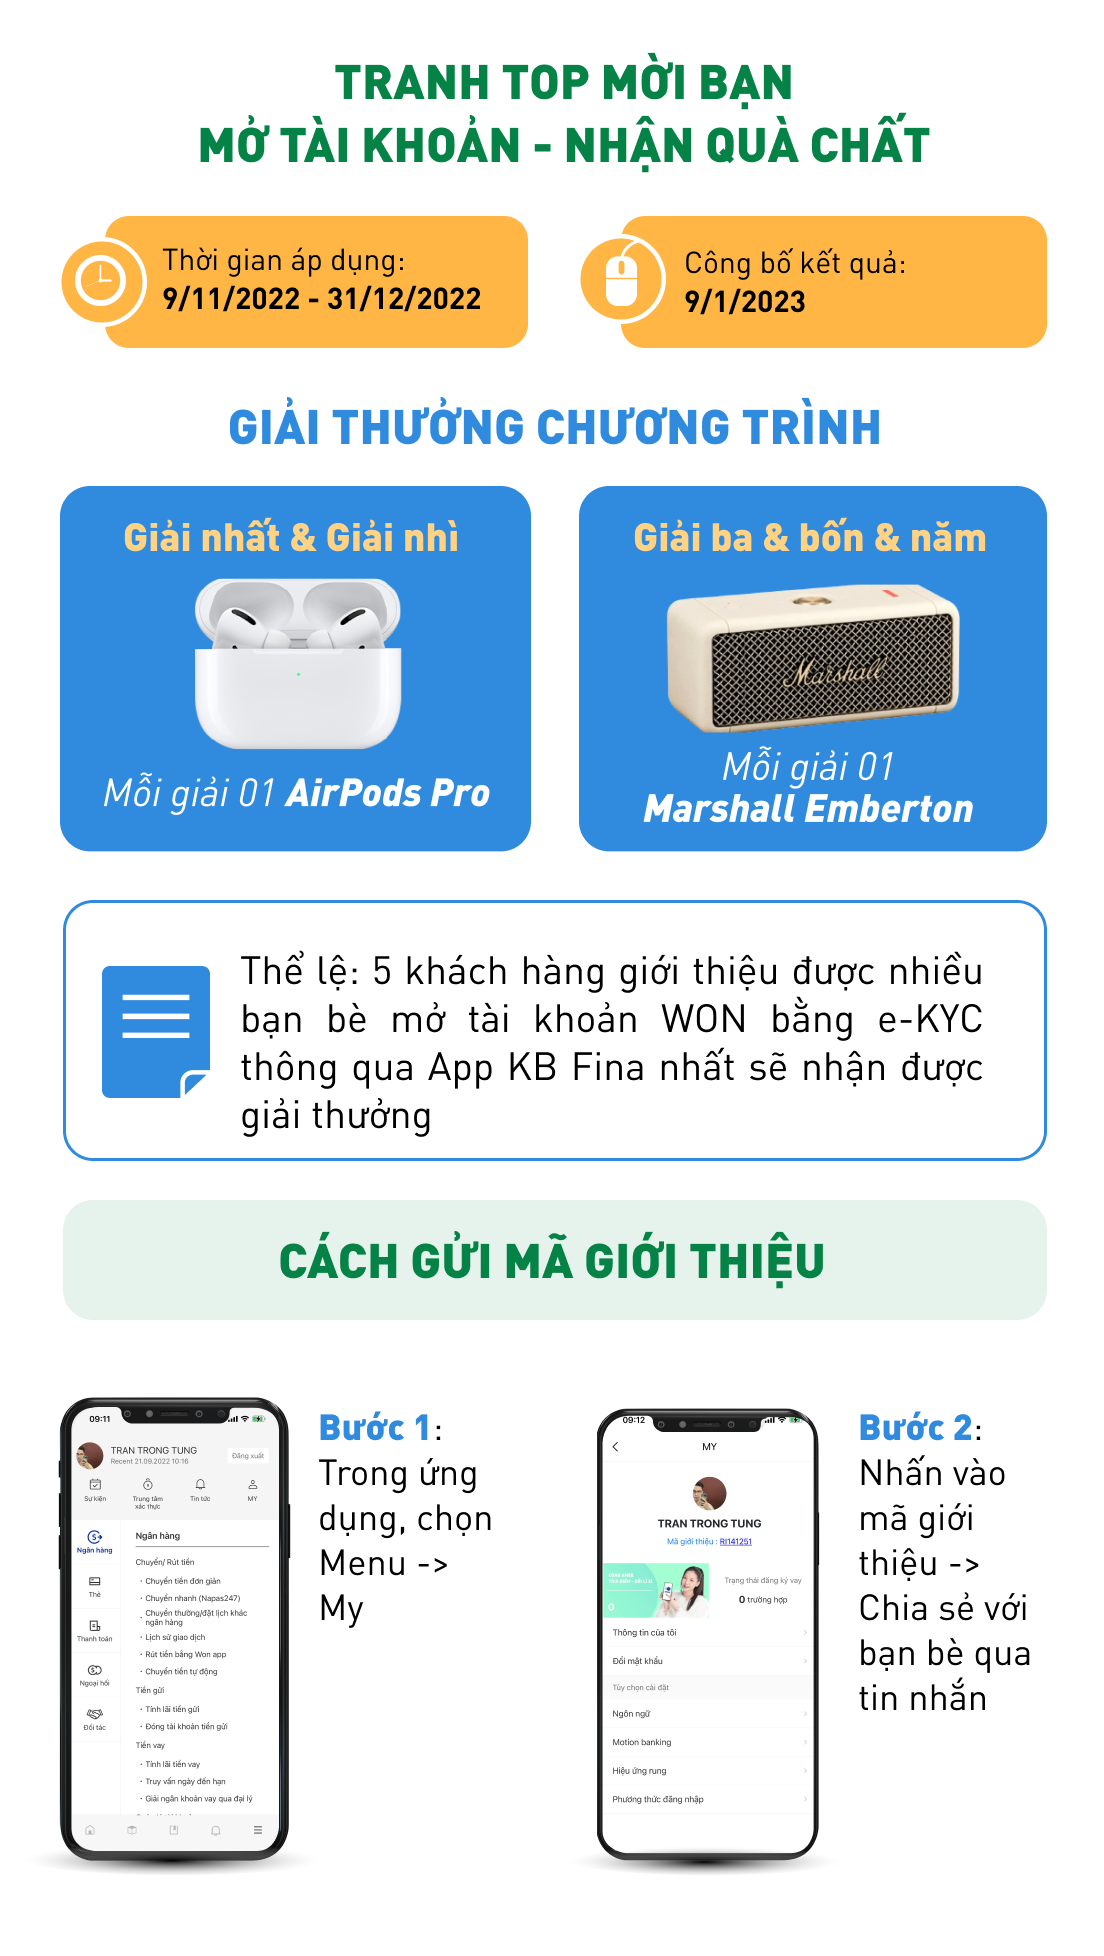 TRANH TOP MỜI BẠN
MỞ TÀI KHOẢN - NHẬN QUÀ CHẤT
Thời gian áp dụng:
9/11/2022 - 31/12/2022
Công bố kết quả:
9/1/2023
GIẢI THƯỞNG CHƯƠNG TRÌNH
Giải nhất & Giải nhì
Mỗi giải 01 AirPods Pro
Giải ba & bốn & năm
Marshall
Mỗi giải 01
Marshall Emberton
Thể lệ: 5 khách hàng giới thiệu được nhiều
bạn bè mở tài khoản WON bằng e-KYC
thông qua App KB Fina nhất sẽ nhận được
giải thưởng
CÁCH GỬI MÃ GIỚI THIỆU
09:11
TRAN TRONG TUNG
Recent 21.09.2022 10:16
Đăng xuất
Sự kiện
Trung tâm
xác thực
Tin tức
MY
Ngân hàng
Thẻ
Thanh toán
Ngoại hối
Đối tác
Ngân hàng
Chuyển/ Rút tiền
· Chuyển tiền đơn giản
· Chuyển nhanh (Napas247)
· Chuyển thường/đặt lịch khác
ngân hàng
· Lịch sử giao dịch
· Rút tiền bằng Won app
· Chuyển tiền tự động
Tiền gửi
· Tính lãi tiền gửi
· Đóng tài khoản tiền gửi
Tiền vay
· Tính lãi tiền vay
· Truy vấn ngày đến hạn
· Giải ngân khoản vay qua đại lý
Bước 1:
Trong ứng
dụng, chọn
Menu ->
My
09:12
MY
TRAN TRONG TUNG
Mã giới thiệu : RI141251
0
Trạng thái đăng ký vay
0 trường hợp
Thông tin của tôi
Đổi mật khẩu
Tùy chọn cài đặt
Ngôn ngữ
Motion banking
Hiệu ứng rung
Phương thức đăng nhập
Bước 2:
Nhấn vào
mã giới
thiệu ->
Chia sẻ với
bạn bè qua
tin nhắn